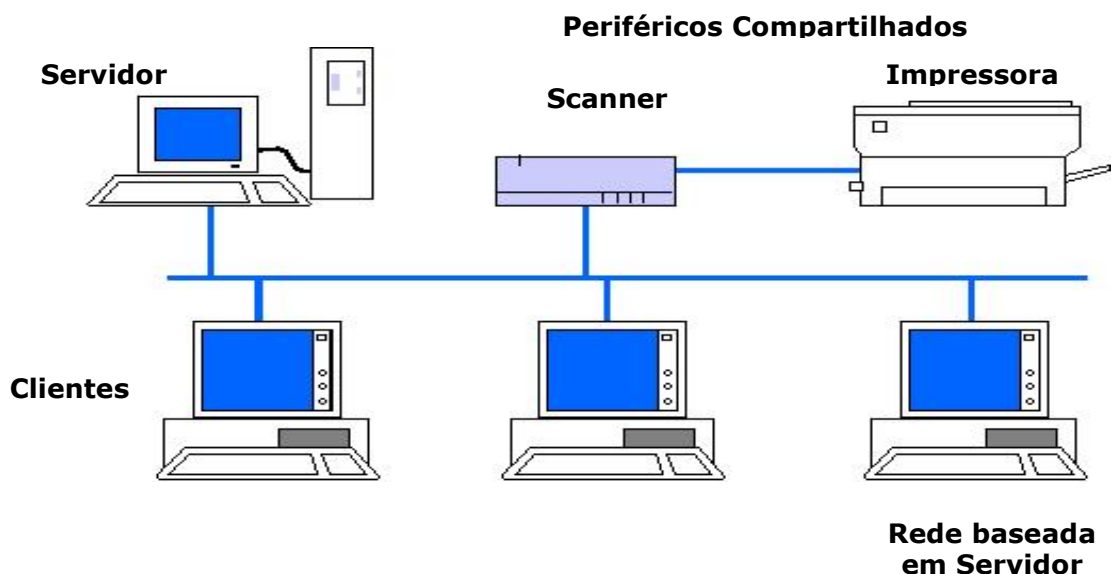 Periféricos Compartilhados
Servidor
Scanner
Impressora
Clientes
Rede baseada
em Servidor